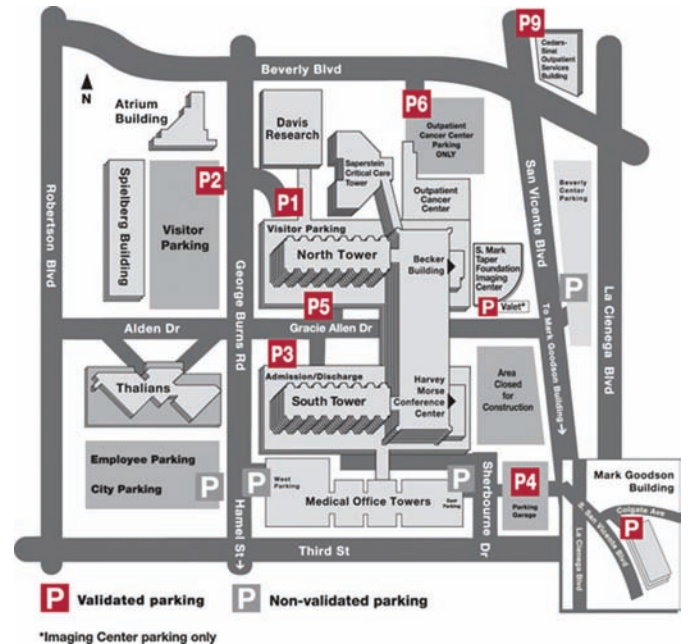 P9
Cedars-
Sinai
Outpatient
Services
Building
Beverly Blvd
N
Atrium
Building
Davis
Research
P6
Outpatient
Cancer Center
Parking
ONLY
Saperstein
Critical Care
Tower
Robertson Blvd
Spielberg Building
P2
Visitor
Parking
P1
Outpatient
Cancer
Center
San Vicente Blvd
Beverly
Center
Parking
La Cienega Blvd
Visitor Parking
North Tower
Becker
Building
S. Mark
Taper
Foundation
Imaging
Center
George Burns Rd
P5
P Valet*
P
Alden Dr
Gracie Allen Dr
To Mark Goodson Building→
P3
Thalians
Admission/Discharge
South Tower
Harvey
Morse
Conference
Center
Area
Closed
for
Construction
Employee Parking
City Parking
P
P
West
Parking
Medical Office Towers
P
East
Parking
Sherbourne Dr
P4
Parking
Garage
Mark Goodson
Building
Colgate Ave
P
S. San Vicente Blvd
La Cienega Blvd
Hamel St→
Third St
P Validated parking
P Non-validated parking
*Imaging Center parking only